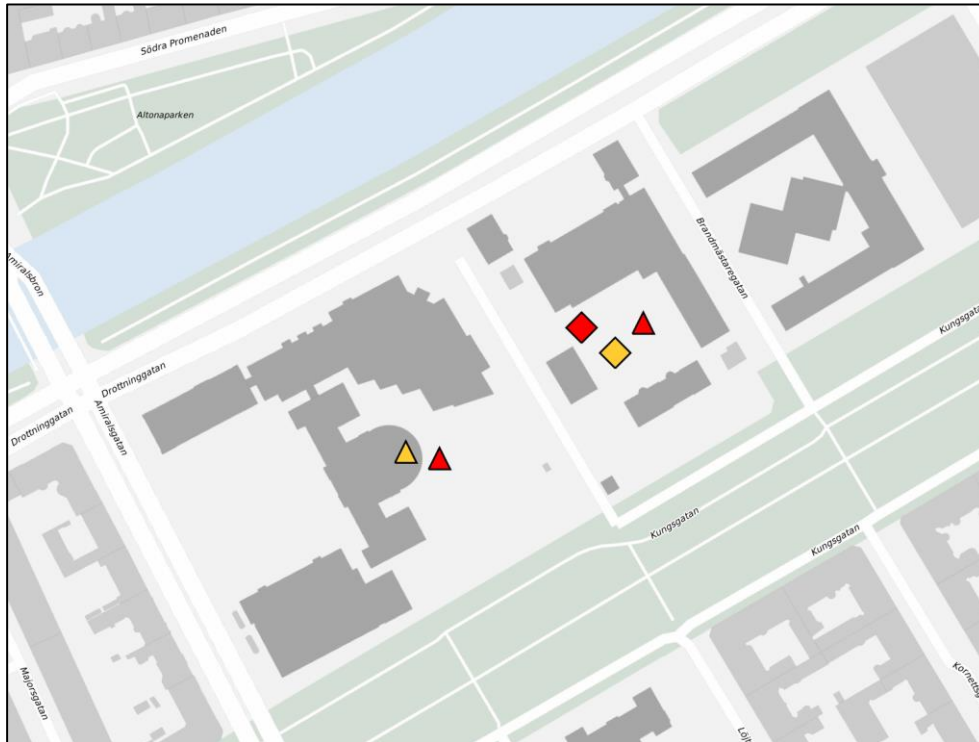 Södra Promenaden
Altonaparken
Amiralsbron
Brandmästaregatan
Kungsgatan
Drottninggatan
Drottninggatan
Amiralsgatan
Kungsgatan
Kungsgatan
Majorsgatan